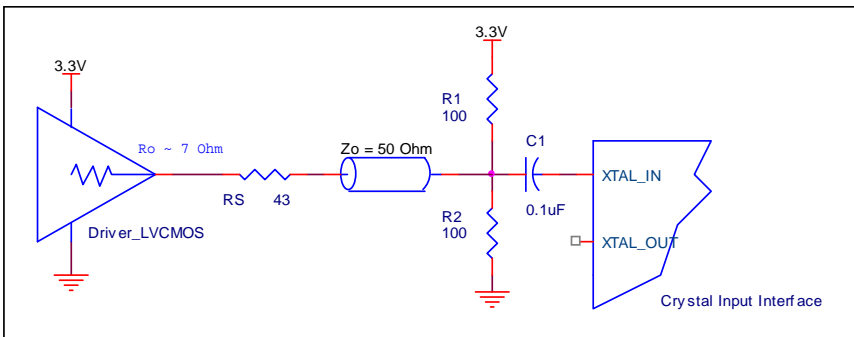 3.3V
3.3V
R1
100
Ro ~ 7 Ohm
Zo = 50 Ohm
C1
XTAL_IN
RS 43
0.1uF
R2
100
Driver_LVCMOS
XTAL_OUT
Crystal Input Interface